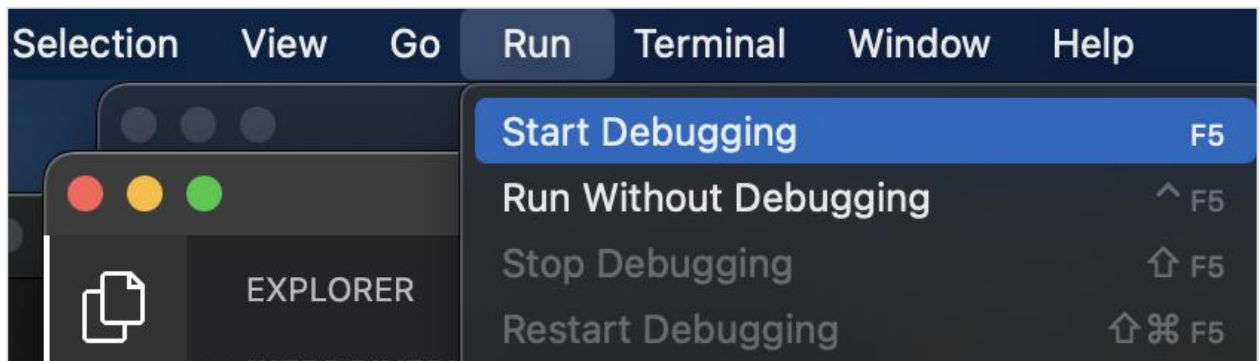 Selection View Go Run Terminal Window Help
Start Debugging F5
Run Without Debugging ^ F5
Stop Debugging ⇧ F5
EXPLORER
Restart Debugging ⇧⌘ F5